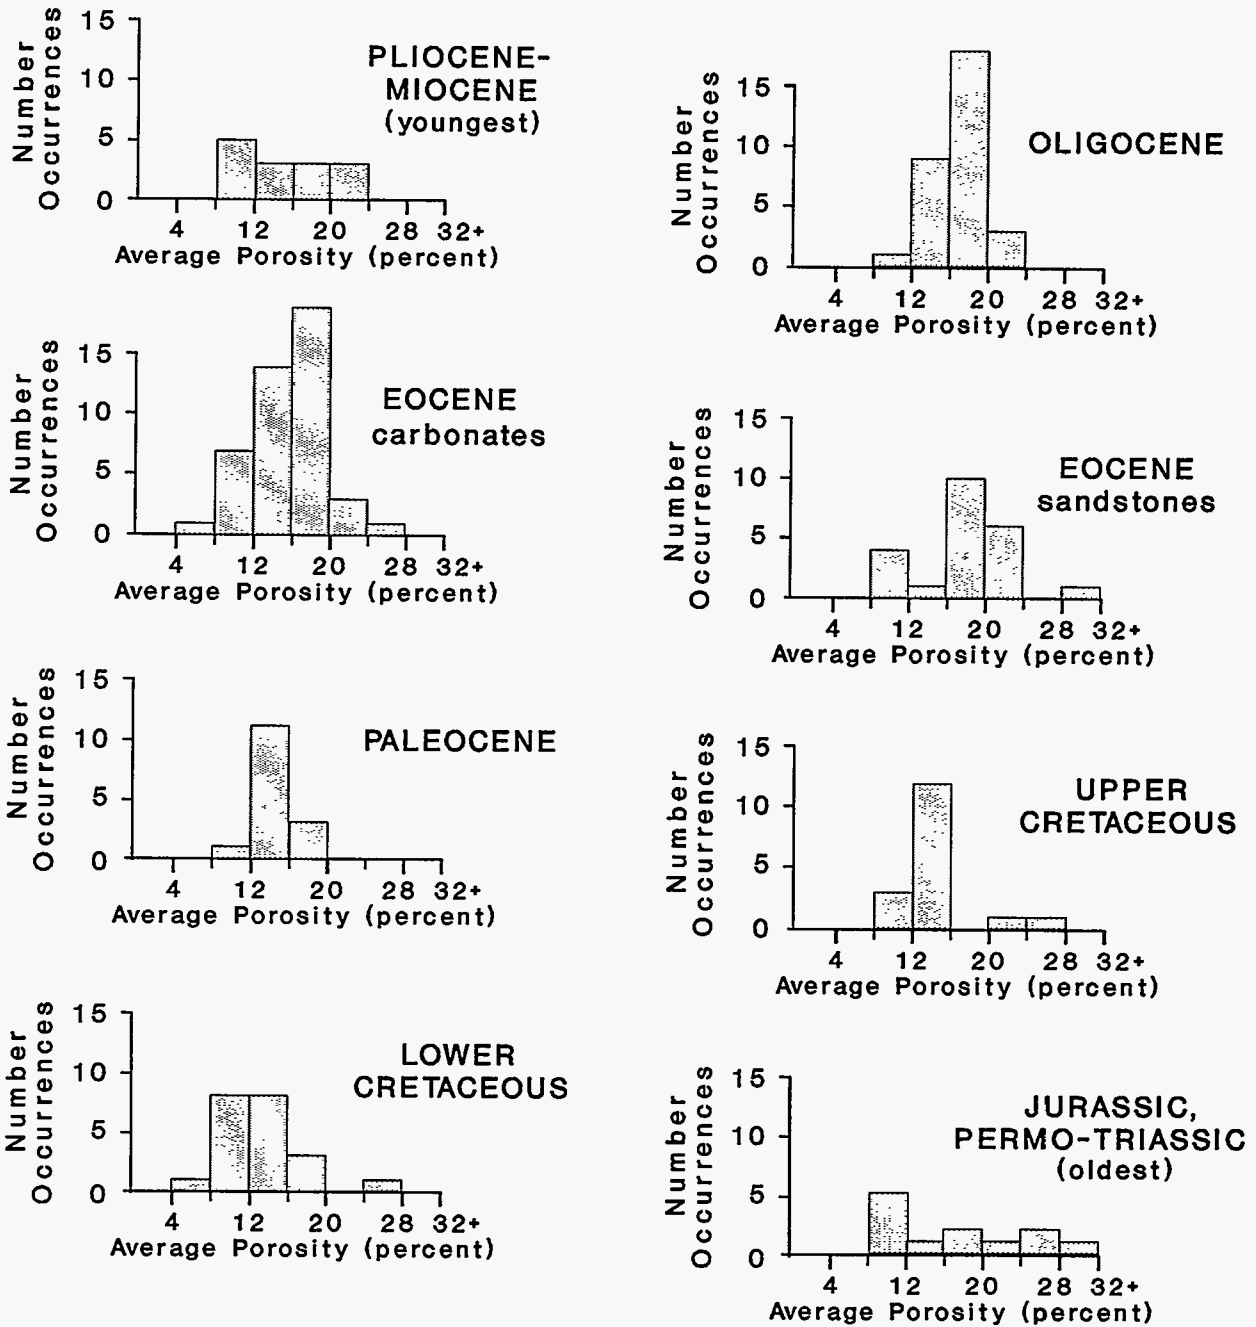 Number
Occurrences
15
10
5
0
PLIOCENE-
MIOCENE
(youngest)
4 12 20 28 32+
Average Porosity (percent)
Number
Occurrences
15
10
5
0
OLIGOCENE
4 12 20 28 32+
Average Porosity (percent)
Number
Occurrences
15
10
5
0
EOCENE
carbonates
4 12 20 28 32+
Average Porosity (percent)
Number
Occurrences
15
10
5
0
EOCENE
sandstones
4 12 20 28 32+
Average Porosity (percent)
Number
Occurrences
15
10
5
0
PALEOCENE
4 12 20 28 32+
Average Porosity (percent)
Number
Occurrences
15
10
5
0
UPPER
CRETACEOUS
4 12 20 28 32+
Average Porosity (percent)
Number
Occurrences
15
10
5
0
LOWER
CRETACEOUS
4 12 20 28 32+
Average Porosity (percent)
Number
Occurrences
15
10
5
0
JURASSIC,
PERMO-TRIASSIC
(oldest)
4 12 20 28 32+
Average Porosity (percent)